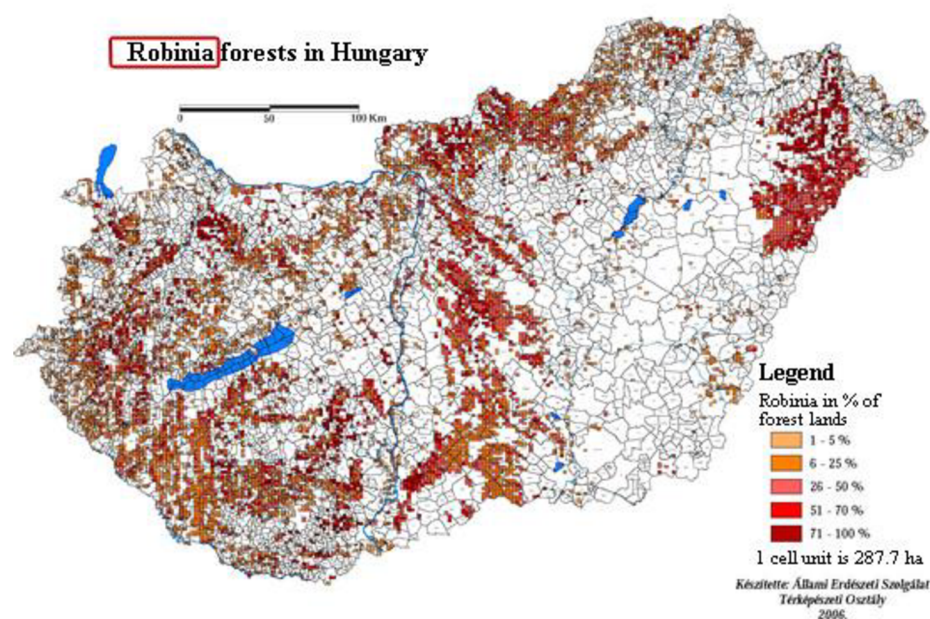 Robinia forests in Hungary
0 50 100 Km
Legend
Robinia in % of
forest lands
1 - 5 %
6 - 25 %
26 - 50 %
51 - 70 %
71 - 100 %
1 cell unit is 287.7 ha
Készítette: Állami Erdészeti Szolgálat
Térképészeti Osztály
2006.